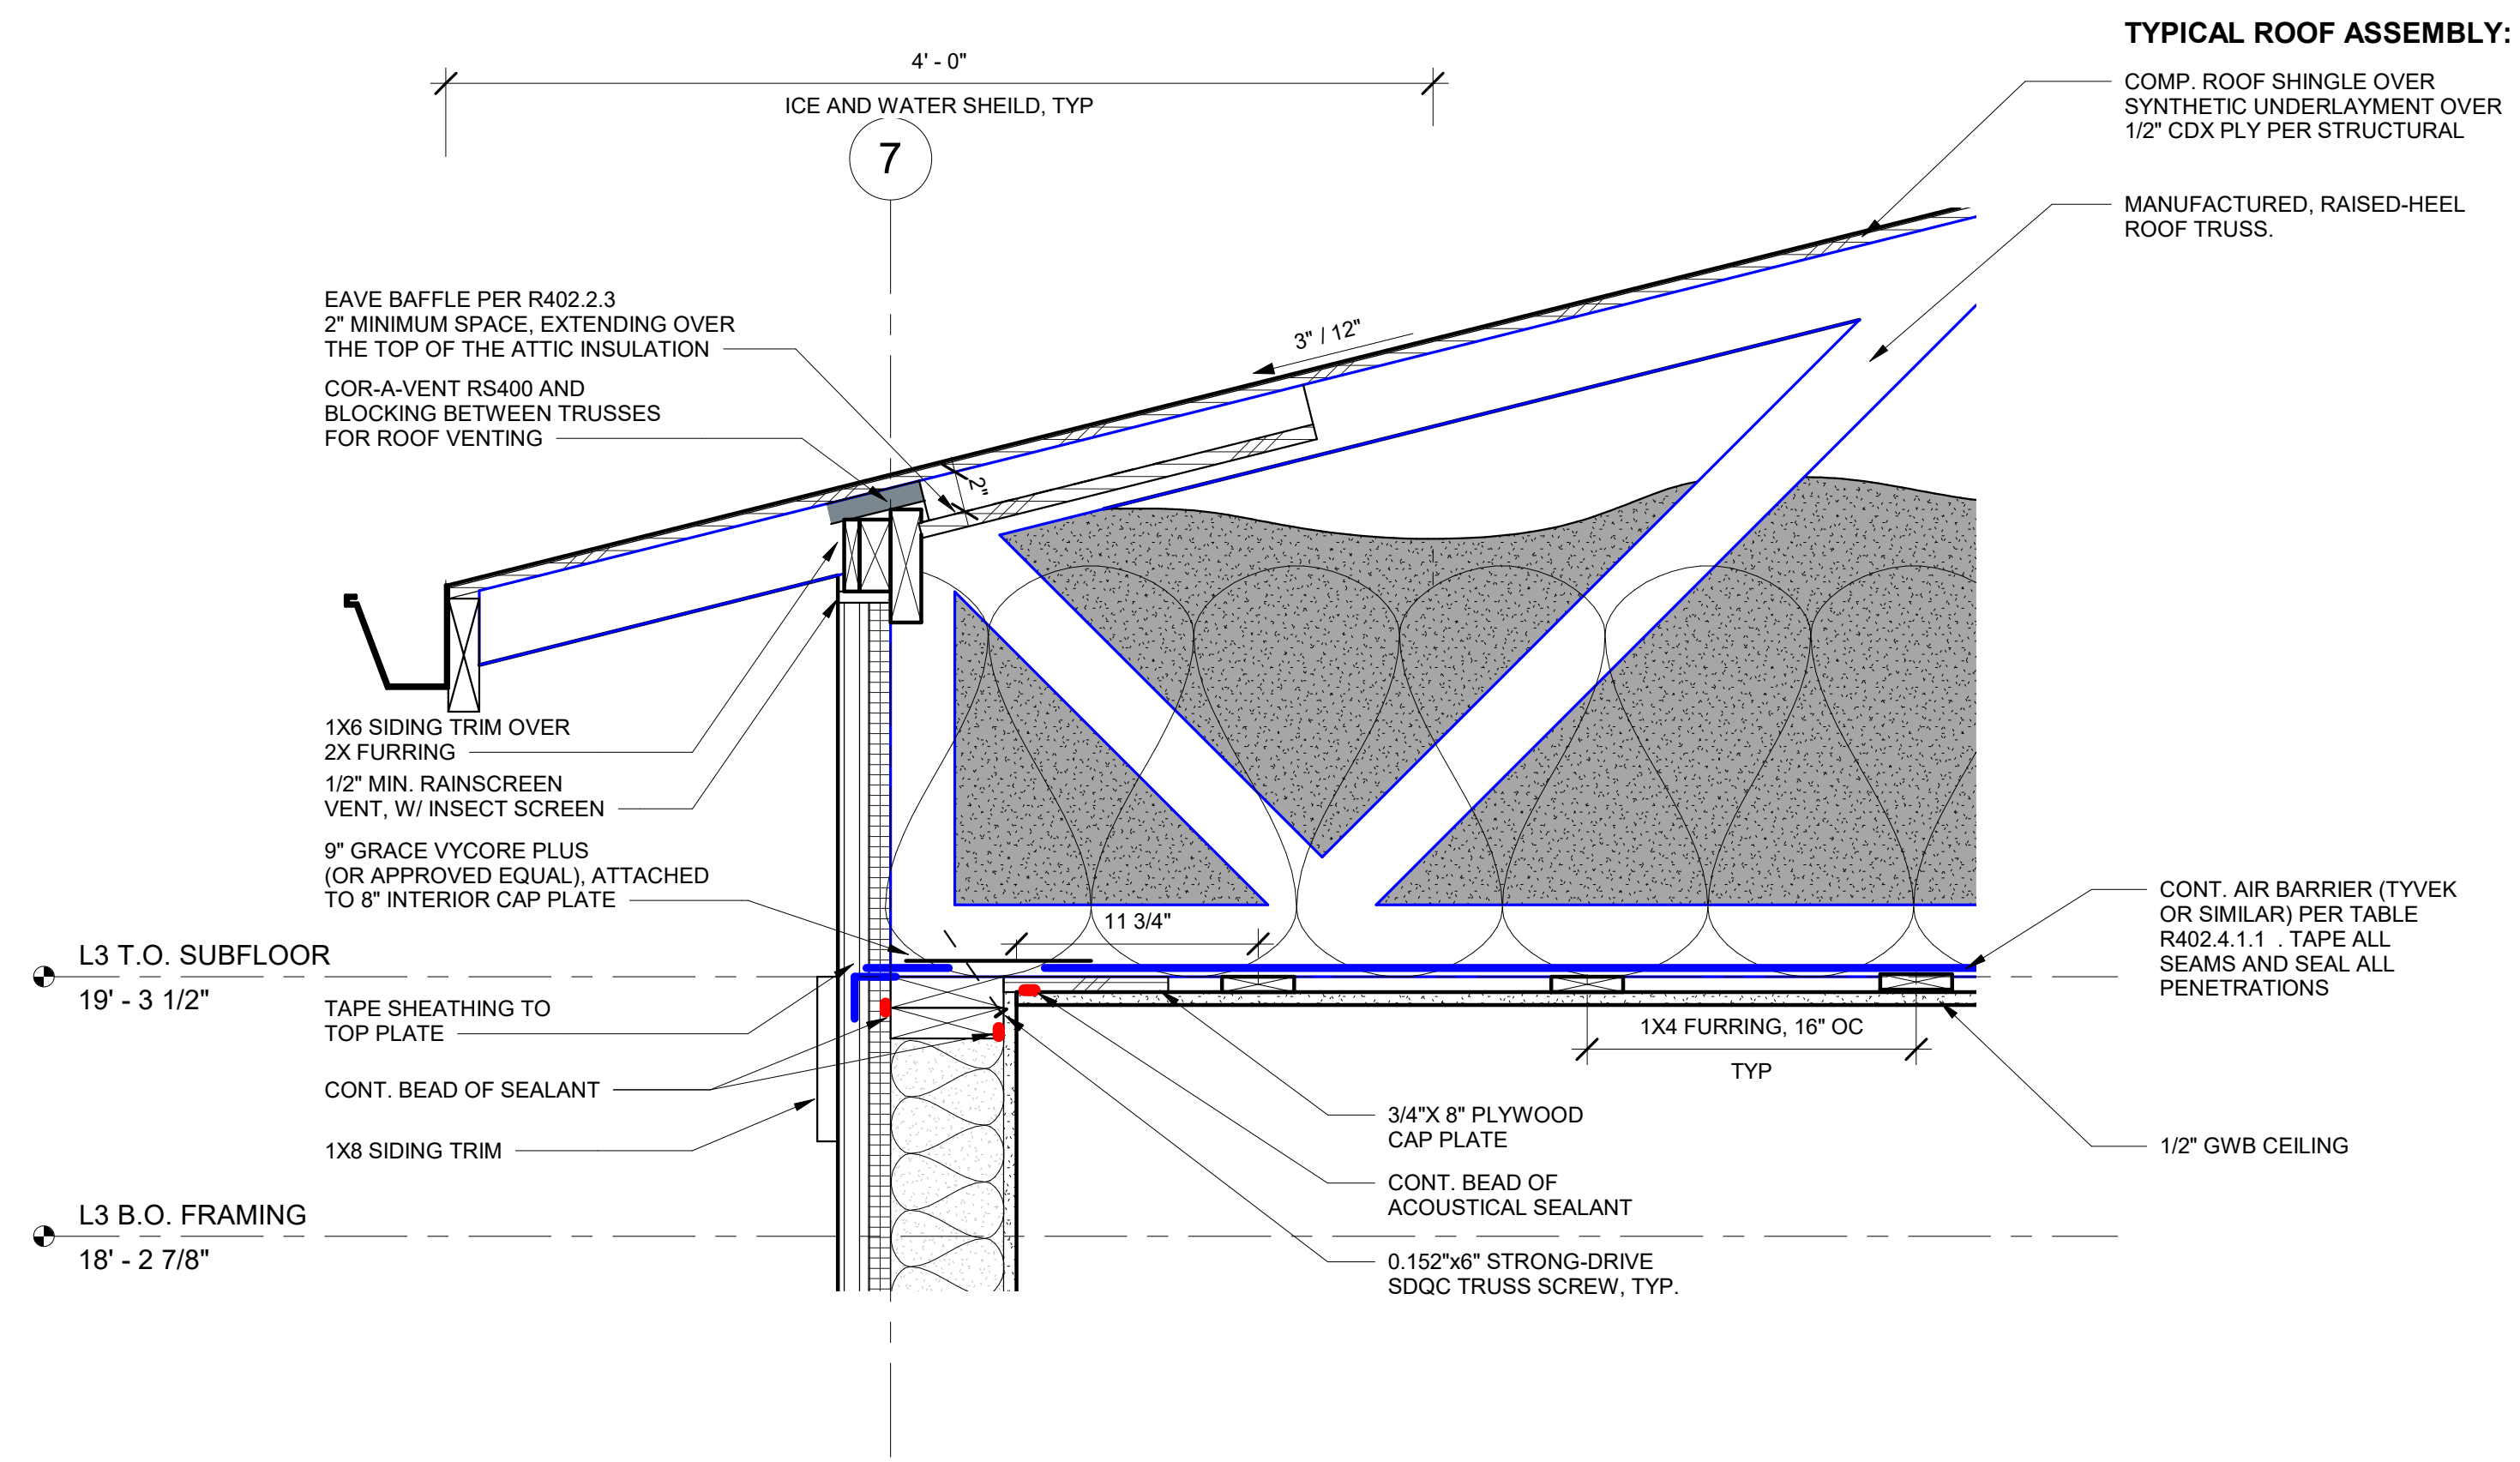 TYPICAL ROOF ASSEMBLY:
COMP. ROOF SHINGLE OVER
SYNTHETIC UNDERLAYMENT OVER
1/2" CDX PLY PER STRUCTURAL
MANUFACTURED, RAISED-HEEL
ROOF TRUSS.
4' - 0"
ICE AND WATER SHEILD, TYP
7
EAVE BAFFLE PER R402.2.3
2" MINIMUM SPACE, EXTENDING OVER
THE TOP OF THE ATTIC INSULATION
COR-A-VENT RS400 AND
BLOCKING BETWEEN TRUSSES
FOR ROOF VENTING
3" / 12"
2"
1X6 SIDING TRIM OVER
2X FURRING
1/2" MIN. RAINSCREEN
VENT, W/ INSECT SCREEN
9" GRACE VYCORE PLUS
(OR APPROVED EQUAL), ATTACHED
TO 8" INTERIOR CAP PLATE
L3 T.O. SUBFLOOR
19' - 3 1/2"
TAPE SHEATHING TO
TOP PLATE
CONT. BEAD OF SEALANT
1X8 SIDING TRIM
L3 B.O. FRAMING
18' - 2 7/8"
11 3/4"
1X4 FURRING, 16" OC
TYP
3/4"X 8" PLYWOOD
CAP PLATE
CONT. BEAD OF
ACOUSTICAL SEALANT
0.152"x6" STRONG-DRIVE
SDQC TRUSS SCREW, TYP.
CONT. AIR BARRIER (TYVEK
OR SIMILAR) PER TABLE
R402.4.1.1 . TAPE ALL
SEAMS AND SEAL ALL
PENETRATIONS
1/2" GWB CEILING